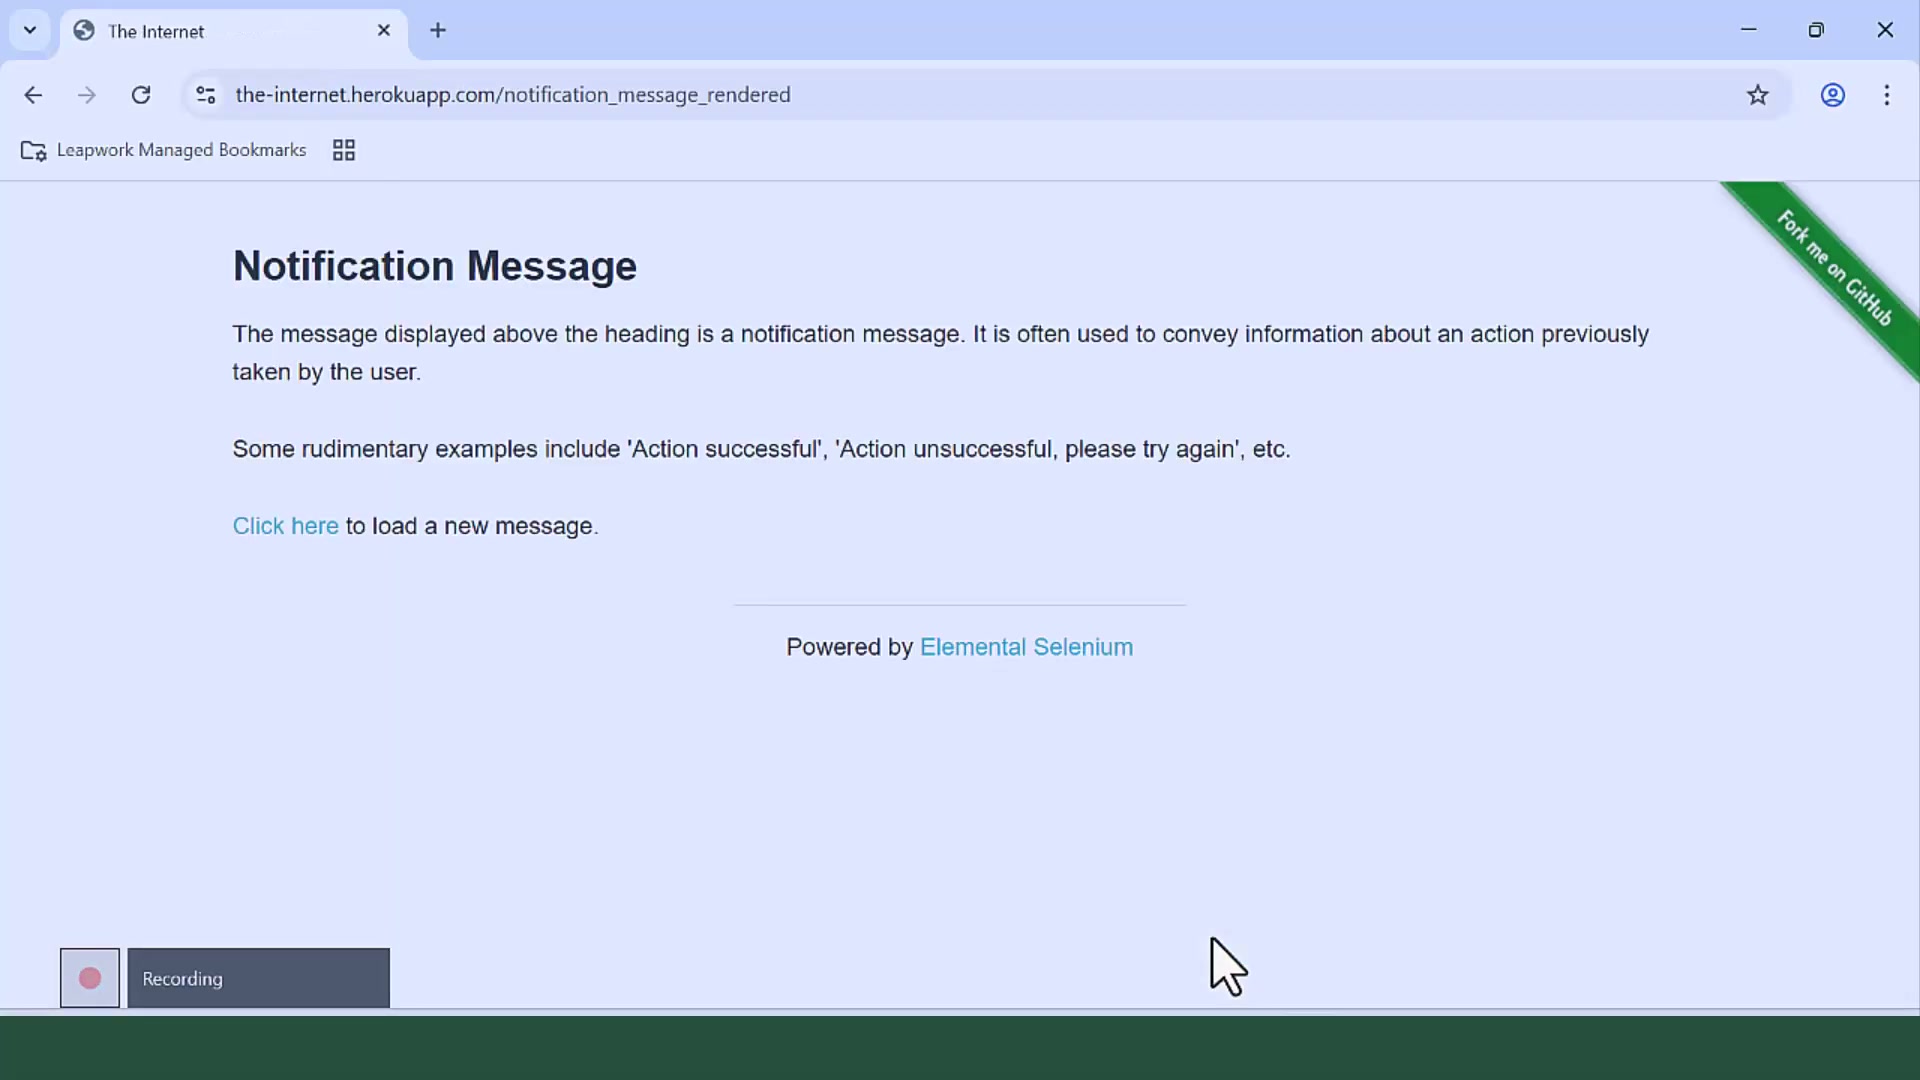 The Internet
the-internet.herokuapp.com/notification_message_rendered
Leapwork Managed Bookmarks
Fork me on GitHub
Notification Message
The message displayed above the heading is a notification message. It is often used to convey information about an action previously
taken by the user.
Some rudimentary examples include 'Action successful', 'Action unsuccessful, please try again', etc.
Click here to load a new message.
Powered by Elemental Selenium
Recording